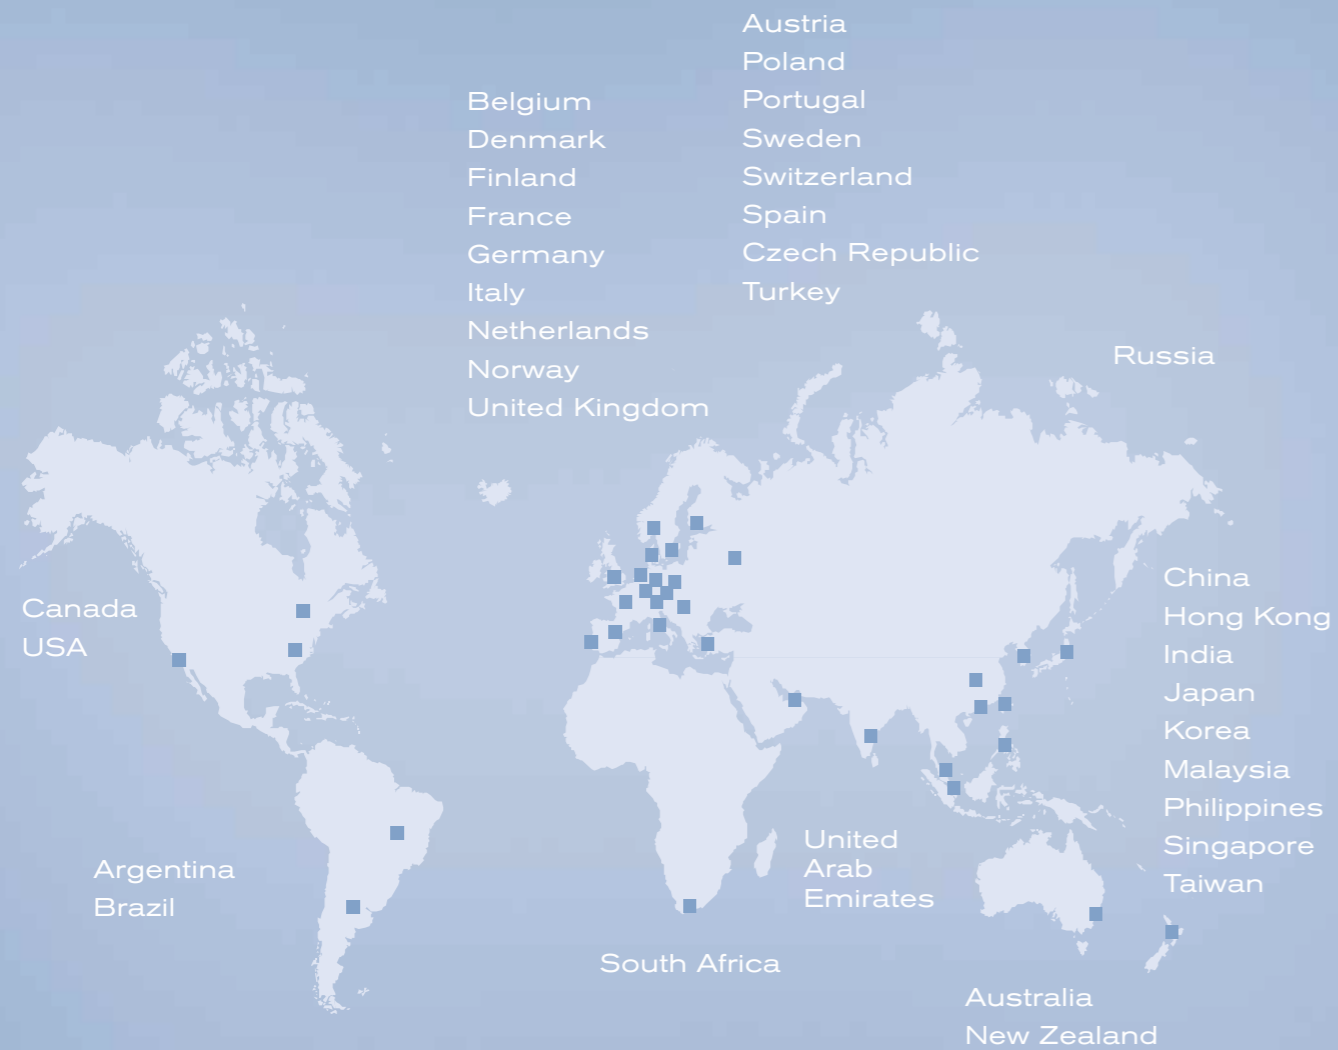 Belgium
Denmark
Finland
France
Germany
Italy
Netherlands
Norway
United Kingdom
Austria
Poland
Portugal
Sweden
Switzerland
Spain
Czech Republic
Turkey
Russia
Canada
USA
China
Hong Kong
India
Japan
Korea
Malaysia
Philippines
Singapore
Taiwan
Argentina
Brazil
United
Arab
Emirates
South Africa
Australia
New Zealand